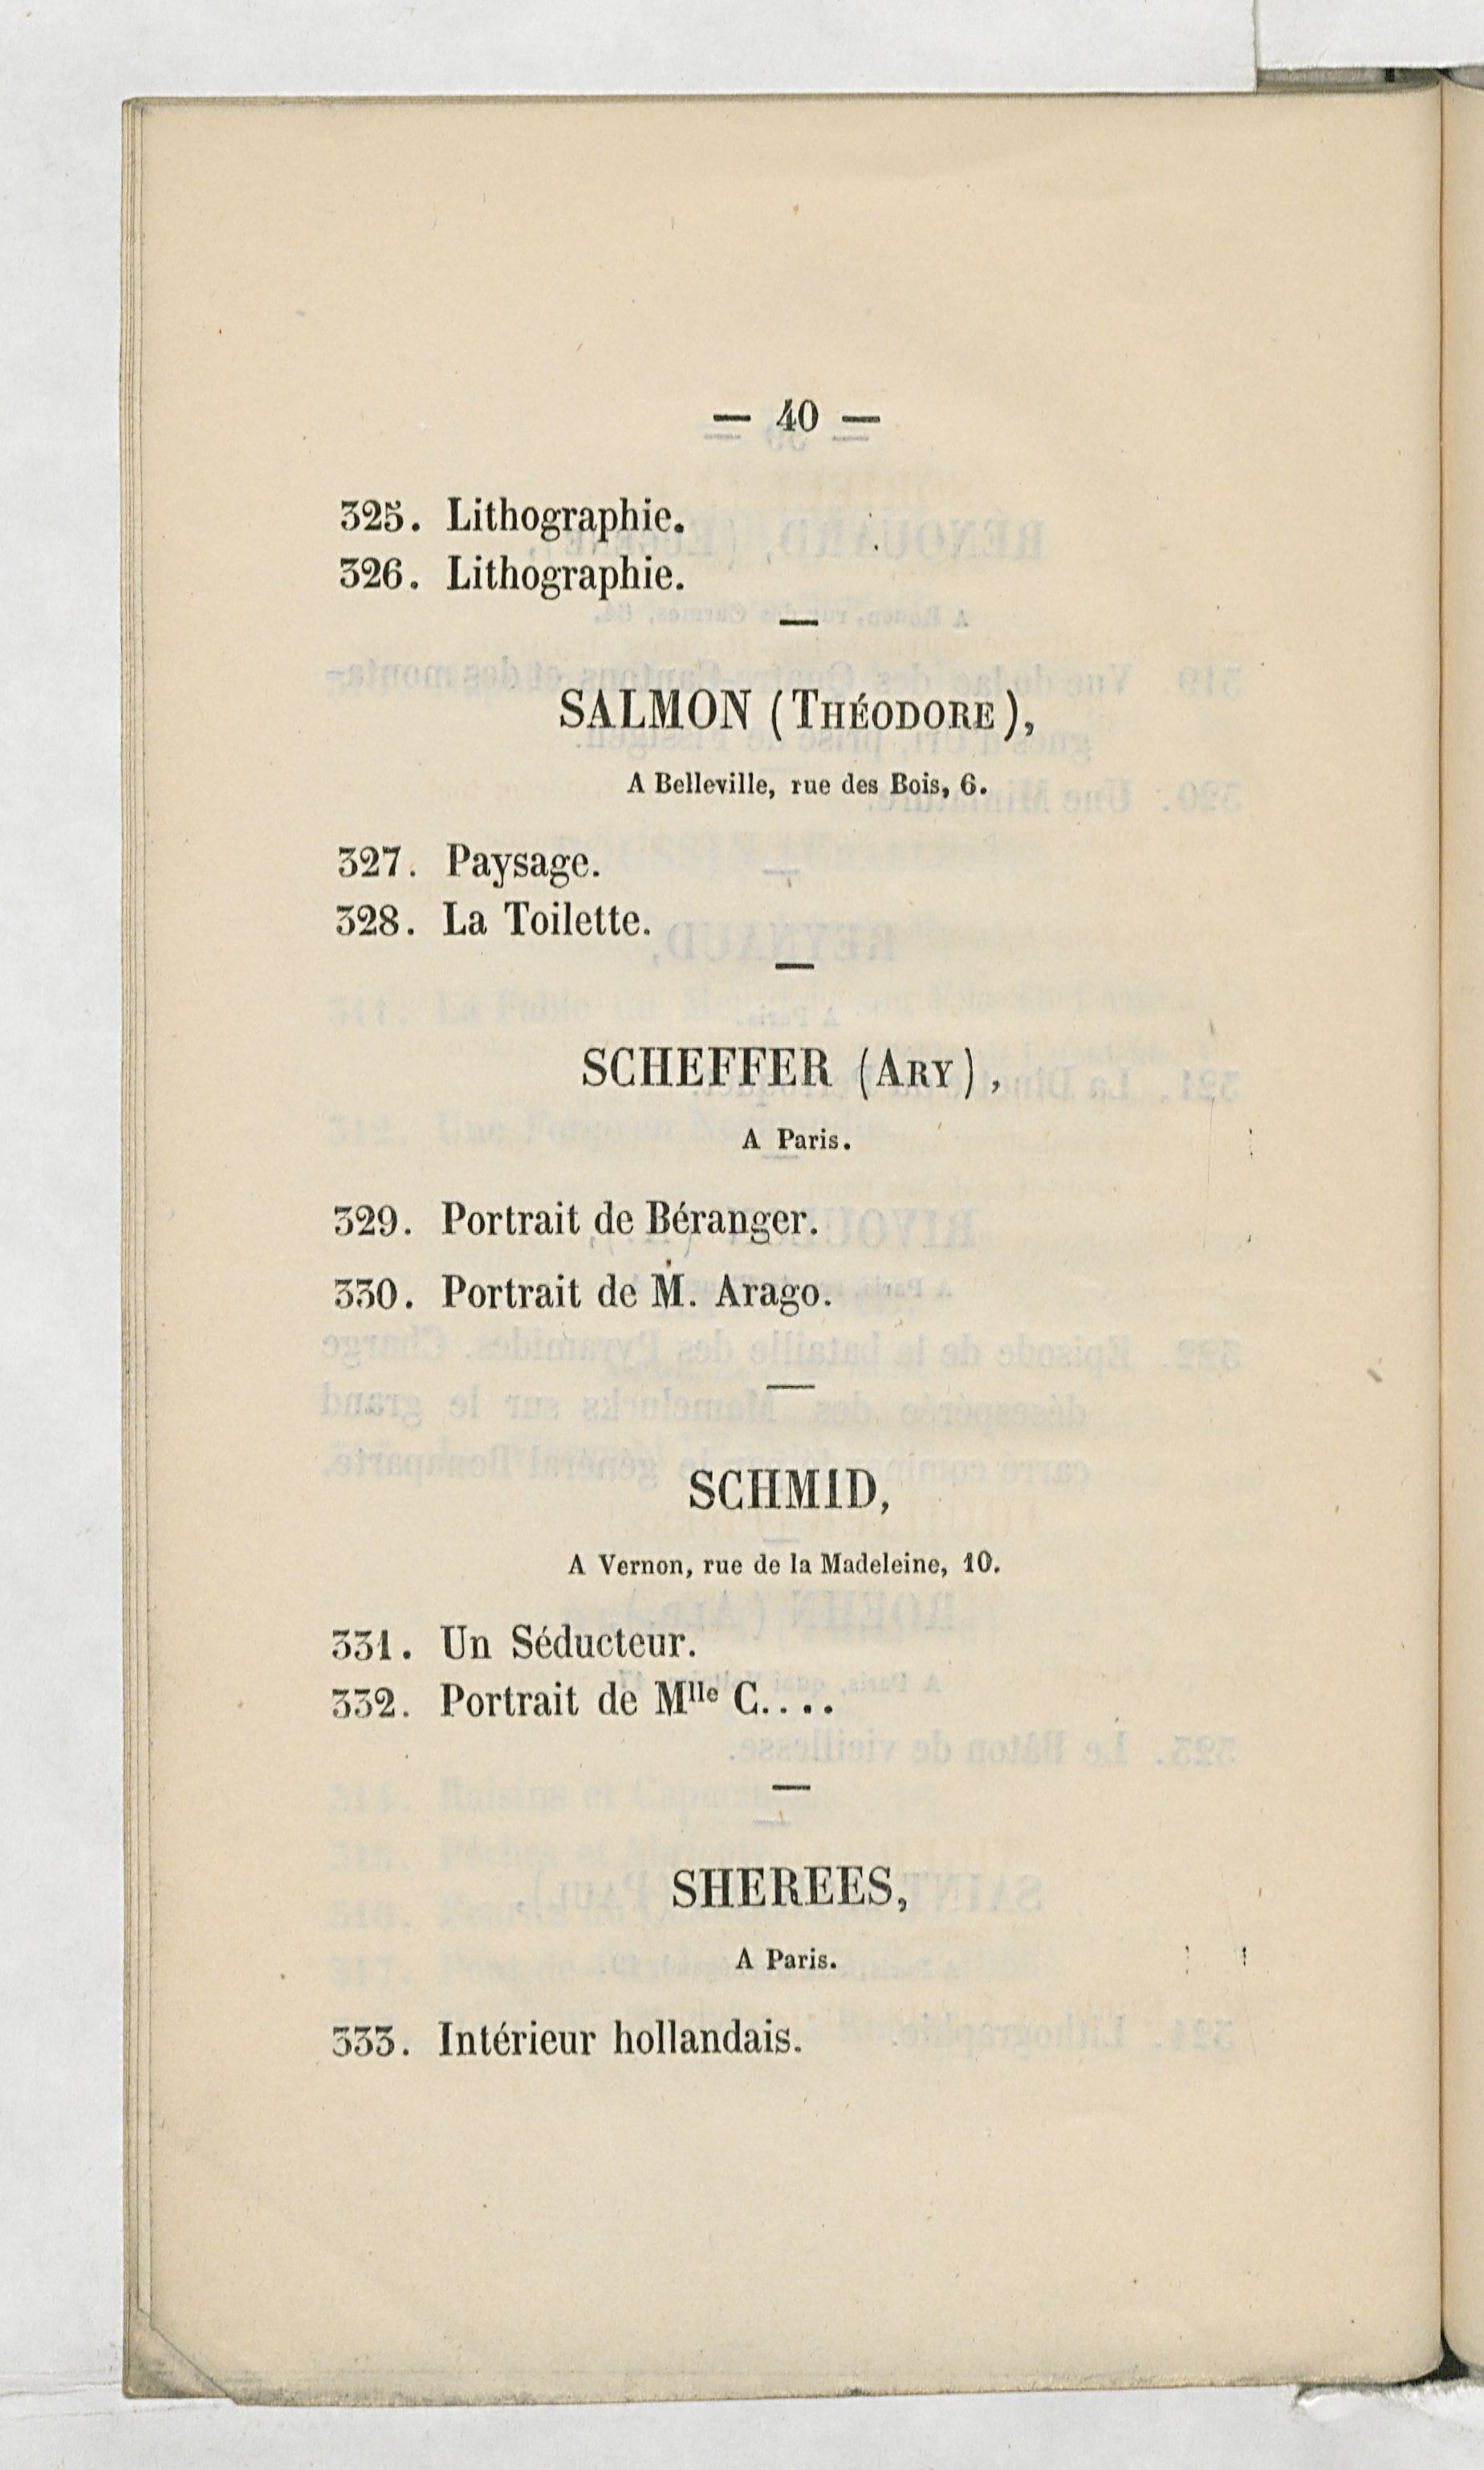 — 40 —
325. Lithographie.
326. Lithographie.
SALMON (THÉODORE),
A Belleville, rue des Bois, 6.
327. Paysage.
328. La Toilette.
SCHEFFER (ARY),
A Paris.
329. Portrait de Béranger.
330. Portrait de M. Arago.
SCHMID,
A Vernon, rue de la Madeleine, 10.
331. Un Séducteur.
332. Portrait de Mlle C....
SHEREES,
A Paris.
333. Intérieur hollandais.